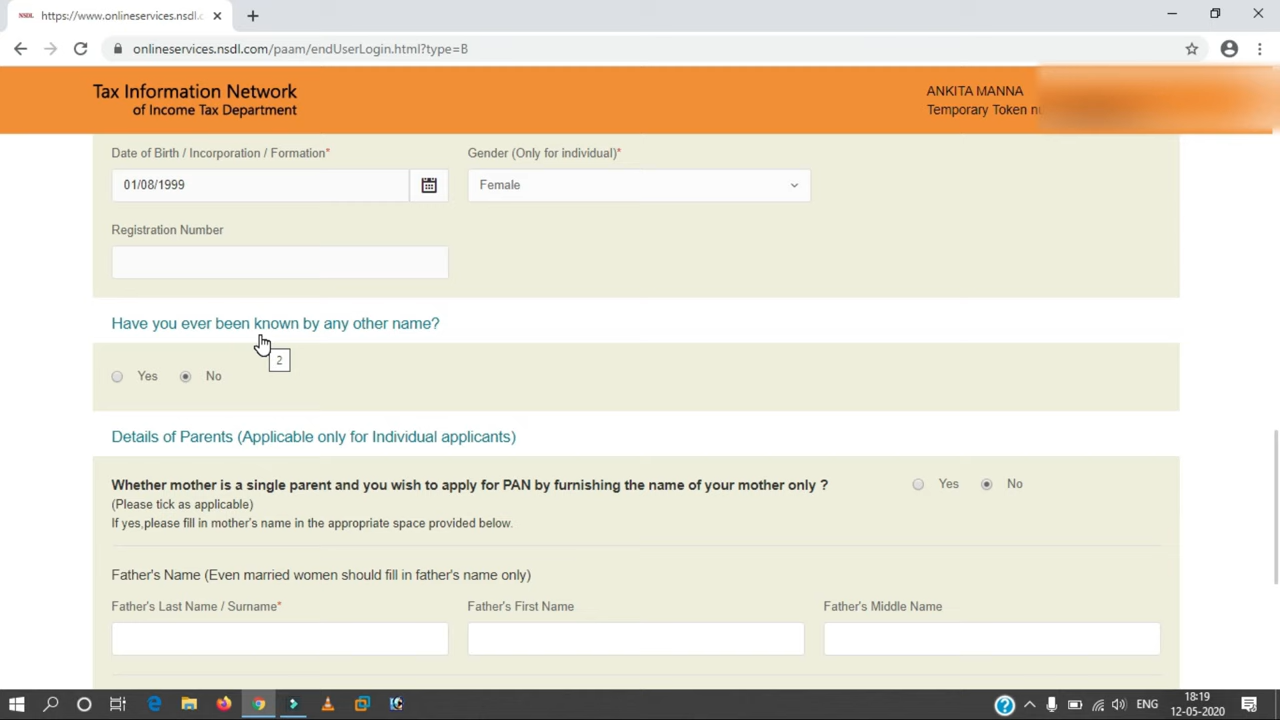 NSDL https://www.onlineservices.nsdl.c
onlineservices.nsdl.com/paam/endUserLogin.html?type=B
Tax Information Network
of Income Tax Department
ANKITA MANNA
Temporary Token
Date of Birth / Incorporation / Formation*
Gender (Only for individual)*
01/08/1999
Female
Registration Number
Have you ever been known by any other name?
2
Yes No
Details of Parents (Applicable only for Individual applicants)
Whether mother is a single parent and you wish to apply for PAN by furnishing the name of your mother only ?
Yes No
(Please tick as applicable)
If yes,please fill in mother's name in the appropriate space provided below.
Father's Name (Even married women should fill in father's name only)
Father's Last Name / Surname*
Father's First Name
Father's Middle Name
ENG
18:19
12-05-2020